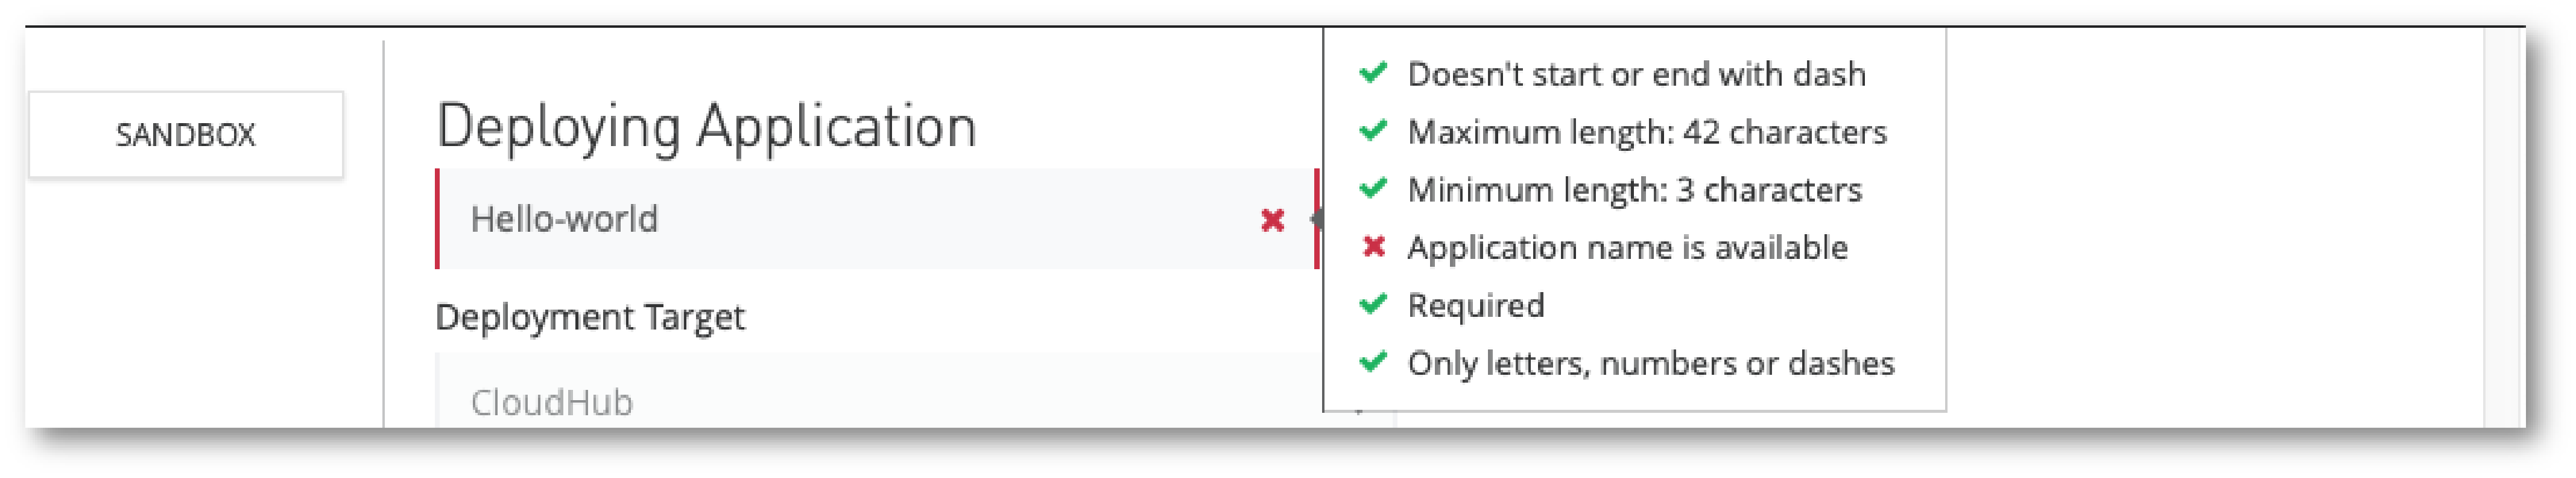 SANDBOX
Deploying Application
Hello-world
Deployment Target
CloudHub
Doesn't start or end with dash
Maximum length: 42 characters
Minimum length: 3 characters
Application name is available
Required
Only letters, numbers or dashes